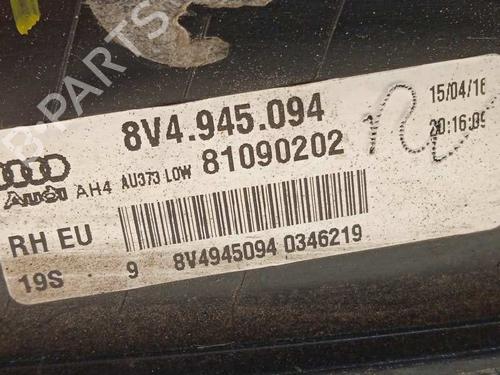 8V4.945.094
15/04/16
Audi AH4 AU373 LOW 81090202
20:16:09
RH EU
19S 9 8V4945094 0346219
B-PARTS